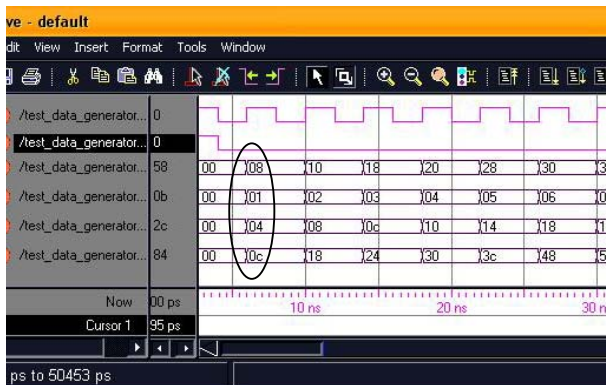 ve - default
dit View Insert Format Tools Window
/test_data_generator... 0
/test_data_generator... 0
/test_data_generator... 58 00 08 10 18 20 28 30
/test_data_generator... 0b 00 01 02 03 04 05 06
/test_data_generator... 2c 00 04 08 0c 10 14 18
/test_data_generator... 84 00 0c 18 24 30 3c 48
Now 00 ps 10 ns 20 ns 30 n
Cursor 1 95 ps
ps to 50453 ps